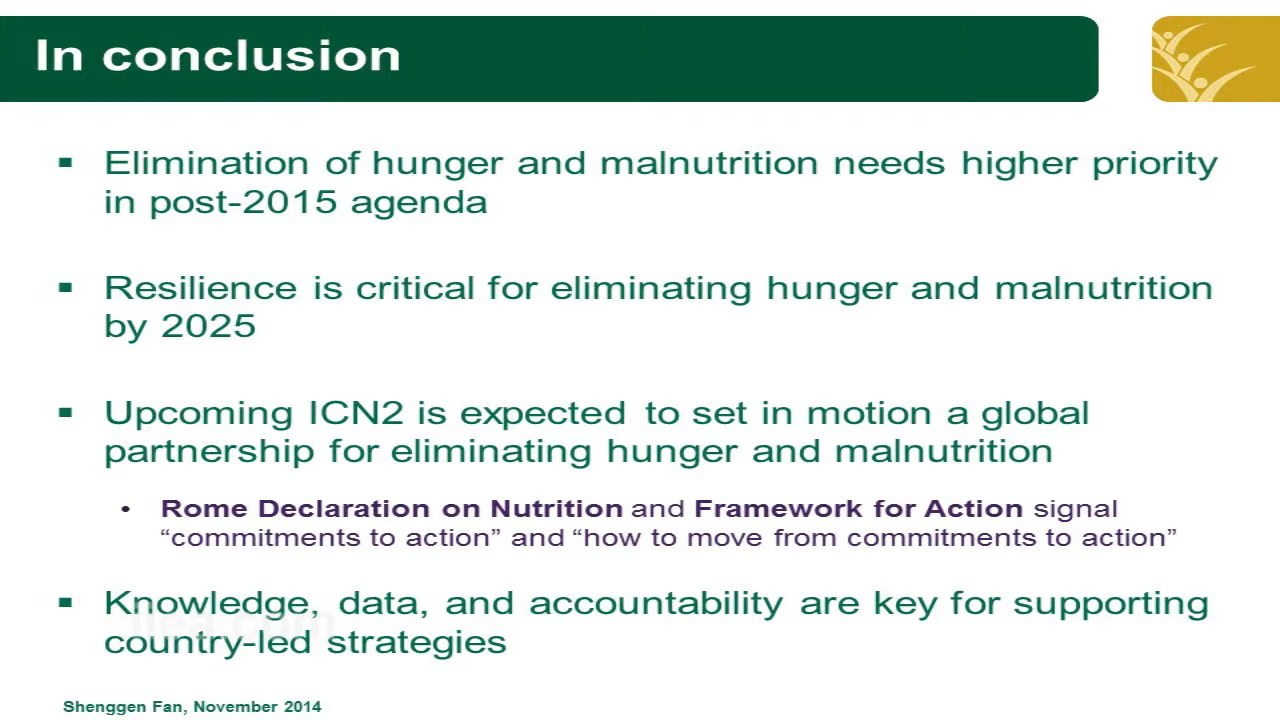 In conclusion
▪ Elimination of hunger and malnutrition needs higher priority
in post-2015 agenda
▪ Resilience is critical for eliminating hunger and malnutrition
by 2025
▪ Upcoming ICN2 is expected to set in motion a global
partnership for eliminating hunger and malnutrition
• Rome Declaration on Nutrition and Framework for Action signal
“commitments to action” and “how to move from commitments to action”
▪ Knowledge, data, and accountability are key for supporting
country-led strategies
Shenggen Fan, November 2014